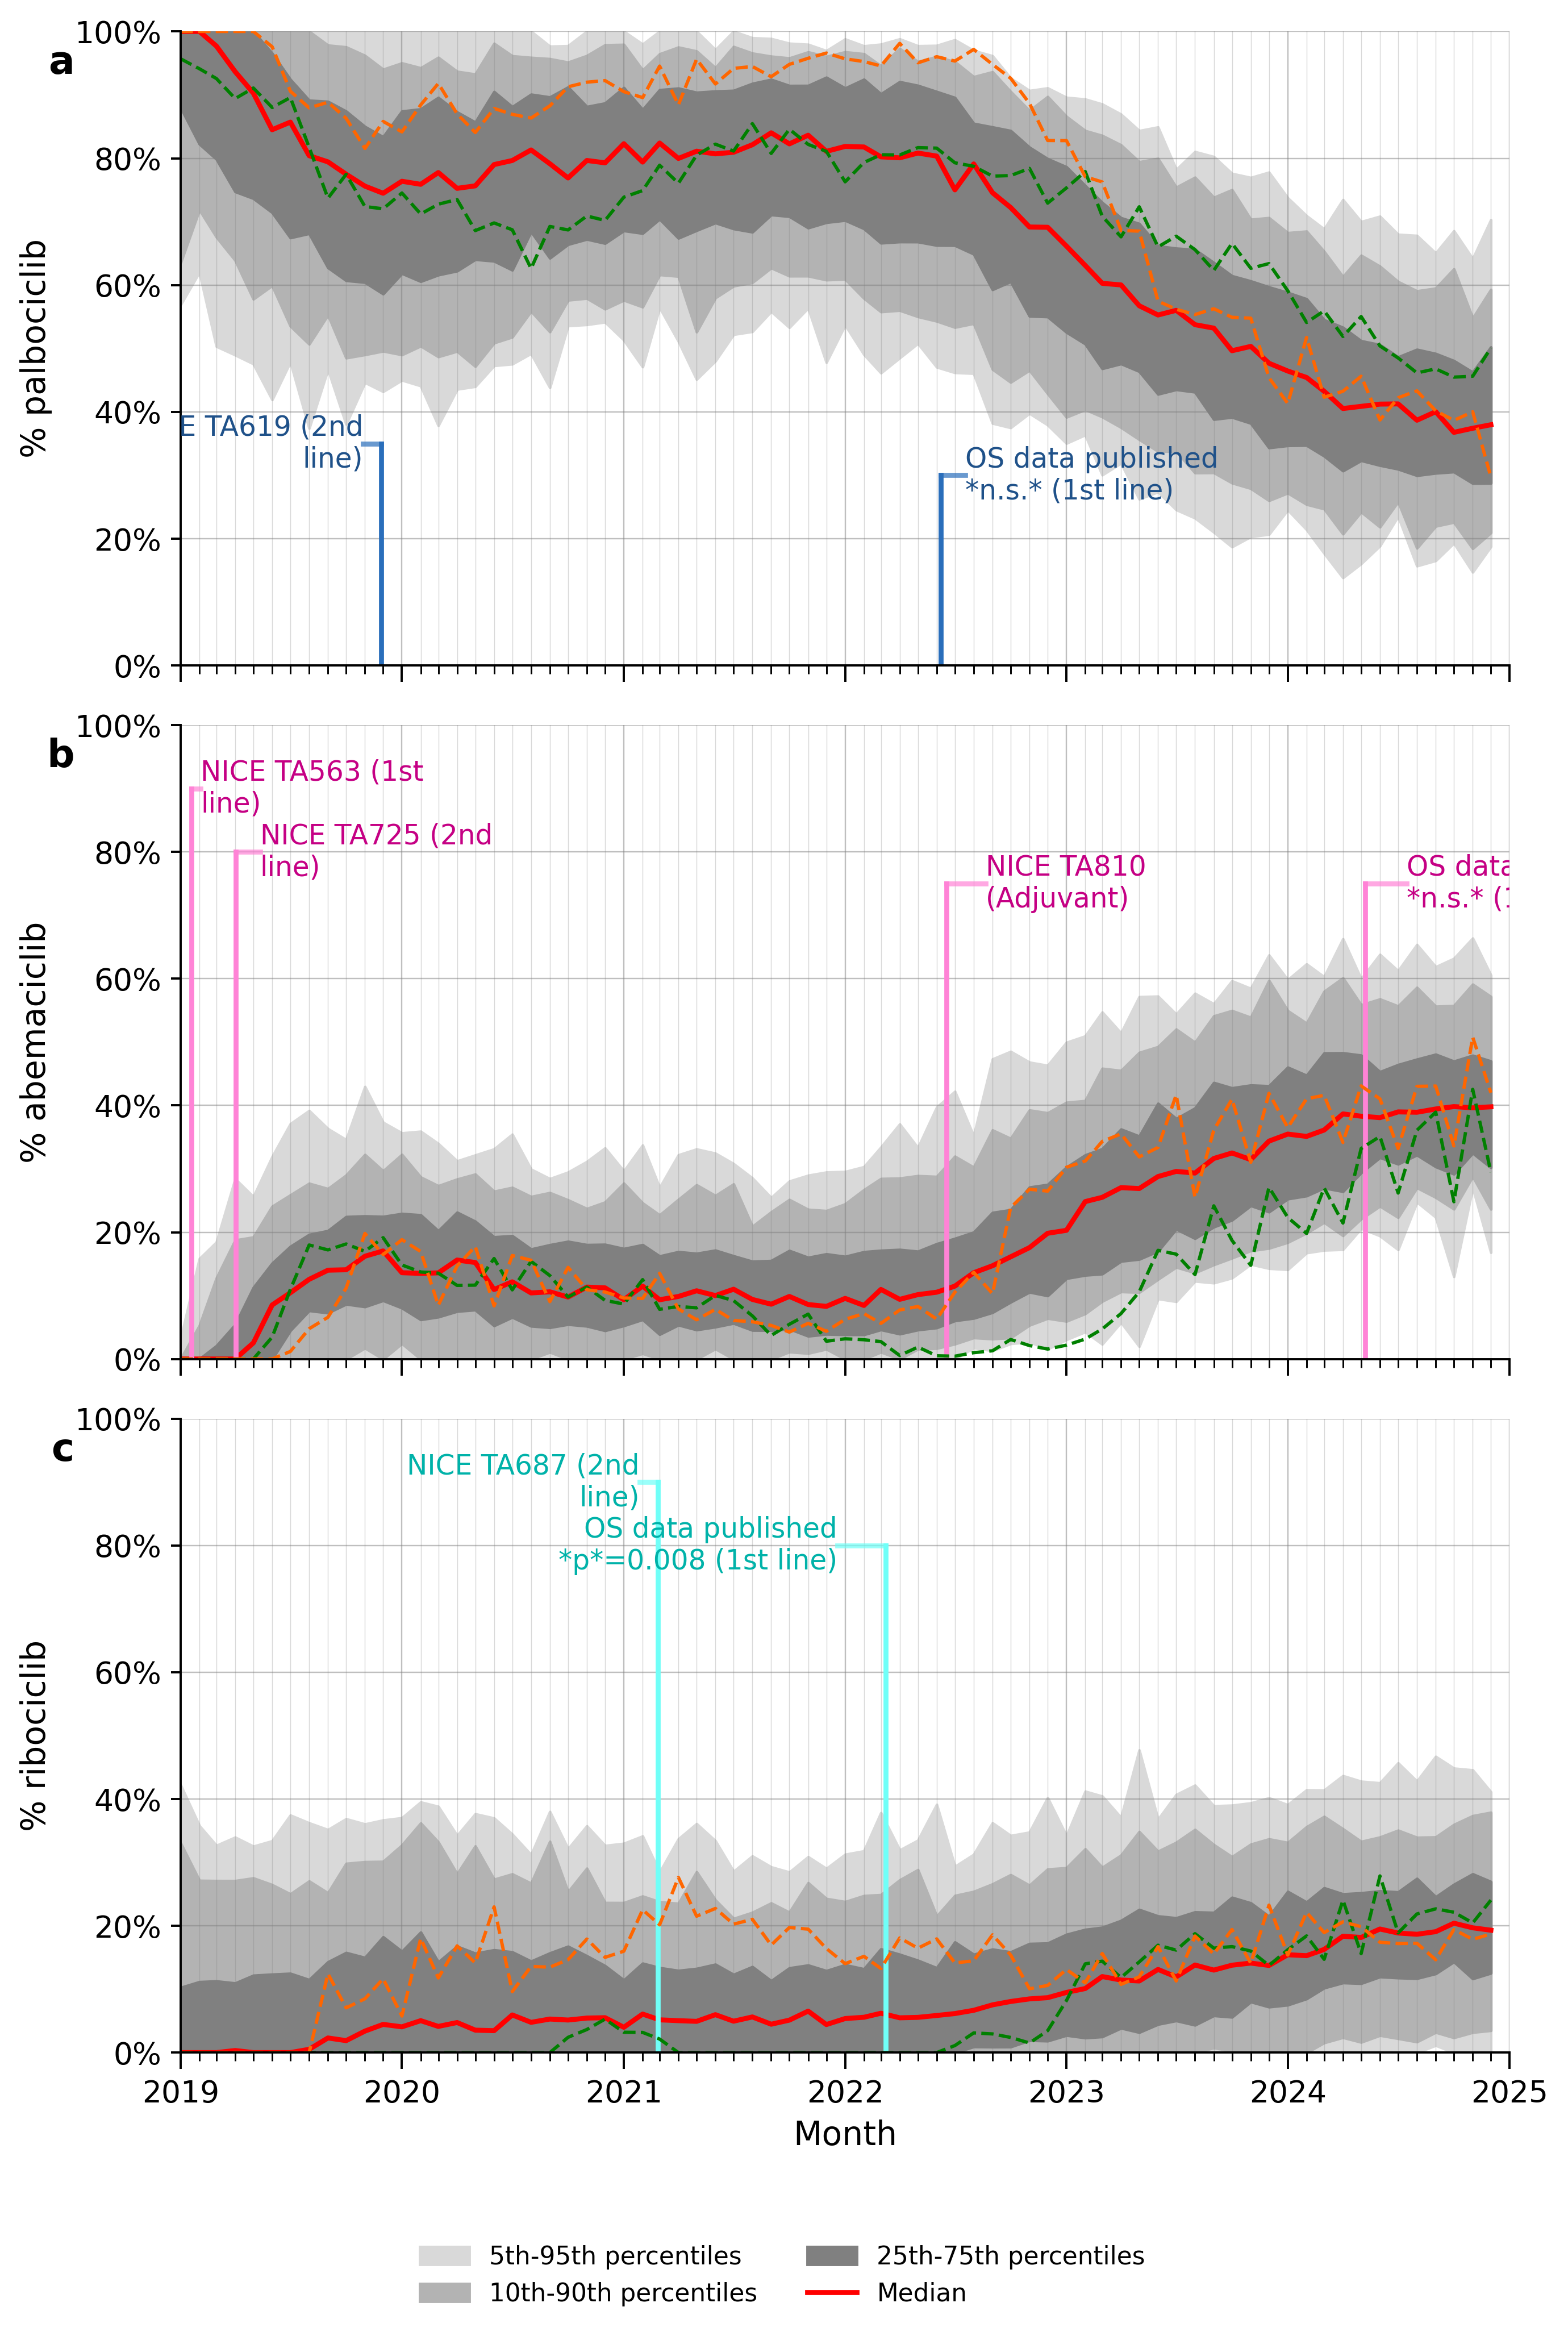 a
100%
80%
60%
40%
20%
0%
% palbociclib
E TA619 (2nd
line)
OS data published
*n.s.* (1st line)
b
100%
80%
60%
40%
20%
0%
% abemaciclib
NICE TA563 (1st
line)
NICE TA725 (2nd
line)
NICE TA810
(Adjuvant)
OS data
*n.s.* (1
c
100%
80%
60%
40%
20%
0%
% ribociclib
NICE TA687 (2nd
line)
OS data published
*p*=0.008 (1st line)
2019 2020 2021 2022 2023 2024 2025
Month
5th-95th percentiles
10th-90th percentiles
25th-75th percentiles
Median